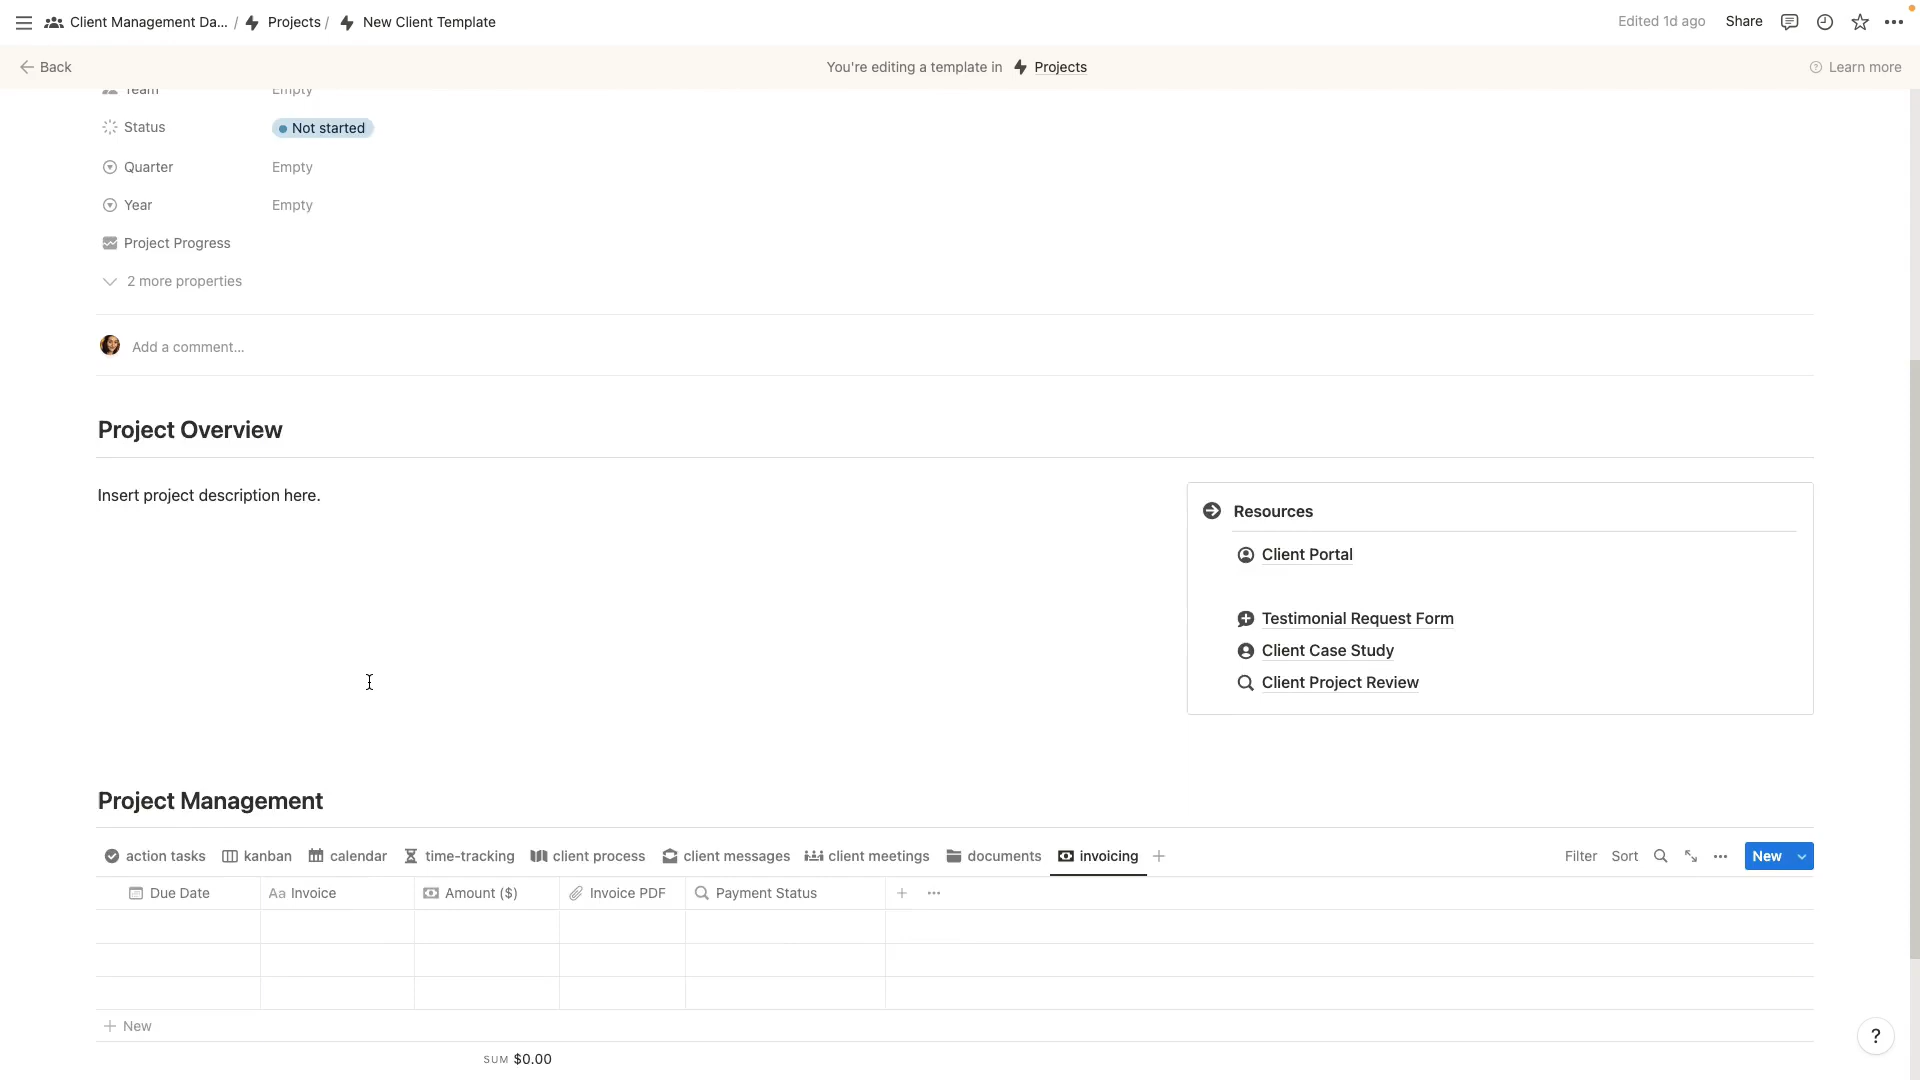 Client Management Da... / Projects / New Client Template
Edited 1d ago Share
Back
You're editing a template in Projects
Learn more
Team Empty
Status Not started
Quarter Empty
Year Empty
Project Progress
2 more properties
Add a comment...
Project Overview
Insert project description here.
Resources
Client Portal
Testimonial Request Form
Client Case Study
Client Project Review
Project Management
action tasks kanban calendar time-tracking client process client messages client meetings documents invoicing
Filter Sort New
Due Date Aa Invoice Amount ($) Invoice PDF Payment Status
New
SUM $0.00
?